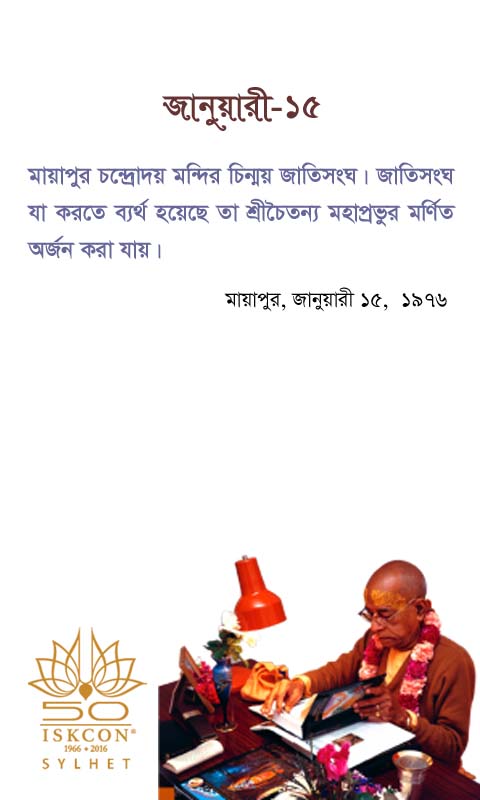 জানুয়ারী-১৫
মায়াপুর চন্দ্রোদয় মন্দির চিন্ময় জাতিসংঘ। জাতিসংঘ
যা করতে ব্যর্থ হয়েছে তা শ্রীচৈতন্য মহাপ্রভুর মর্ণিত
অর্জন করা যায়।
মায়াপুর, জানুয়ারী ১৫, ১৯৭৬
50
ISKCON®
1966 • 2016
SYLHET